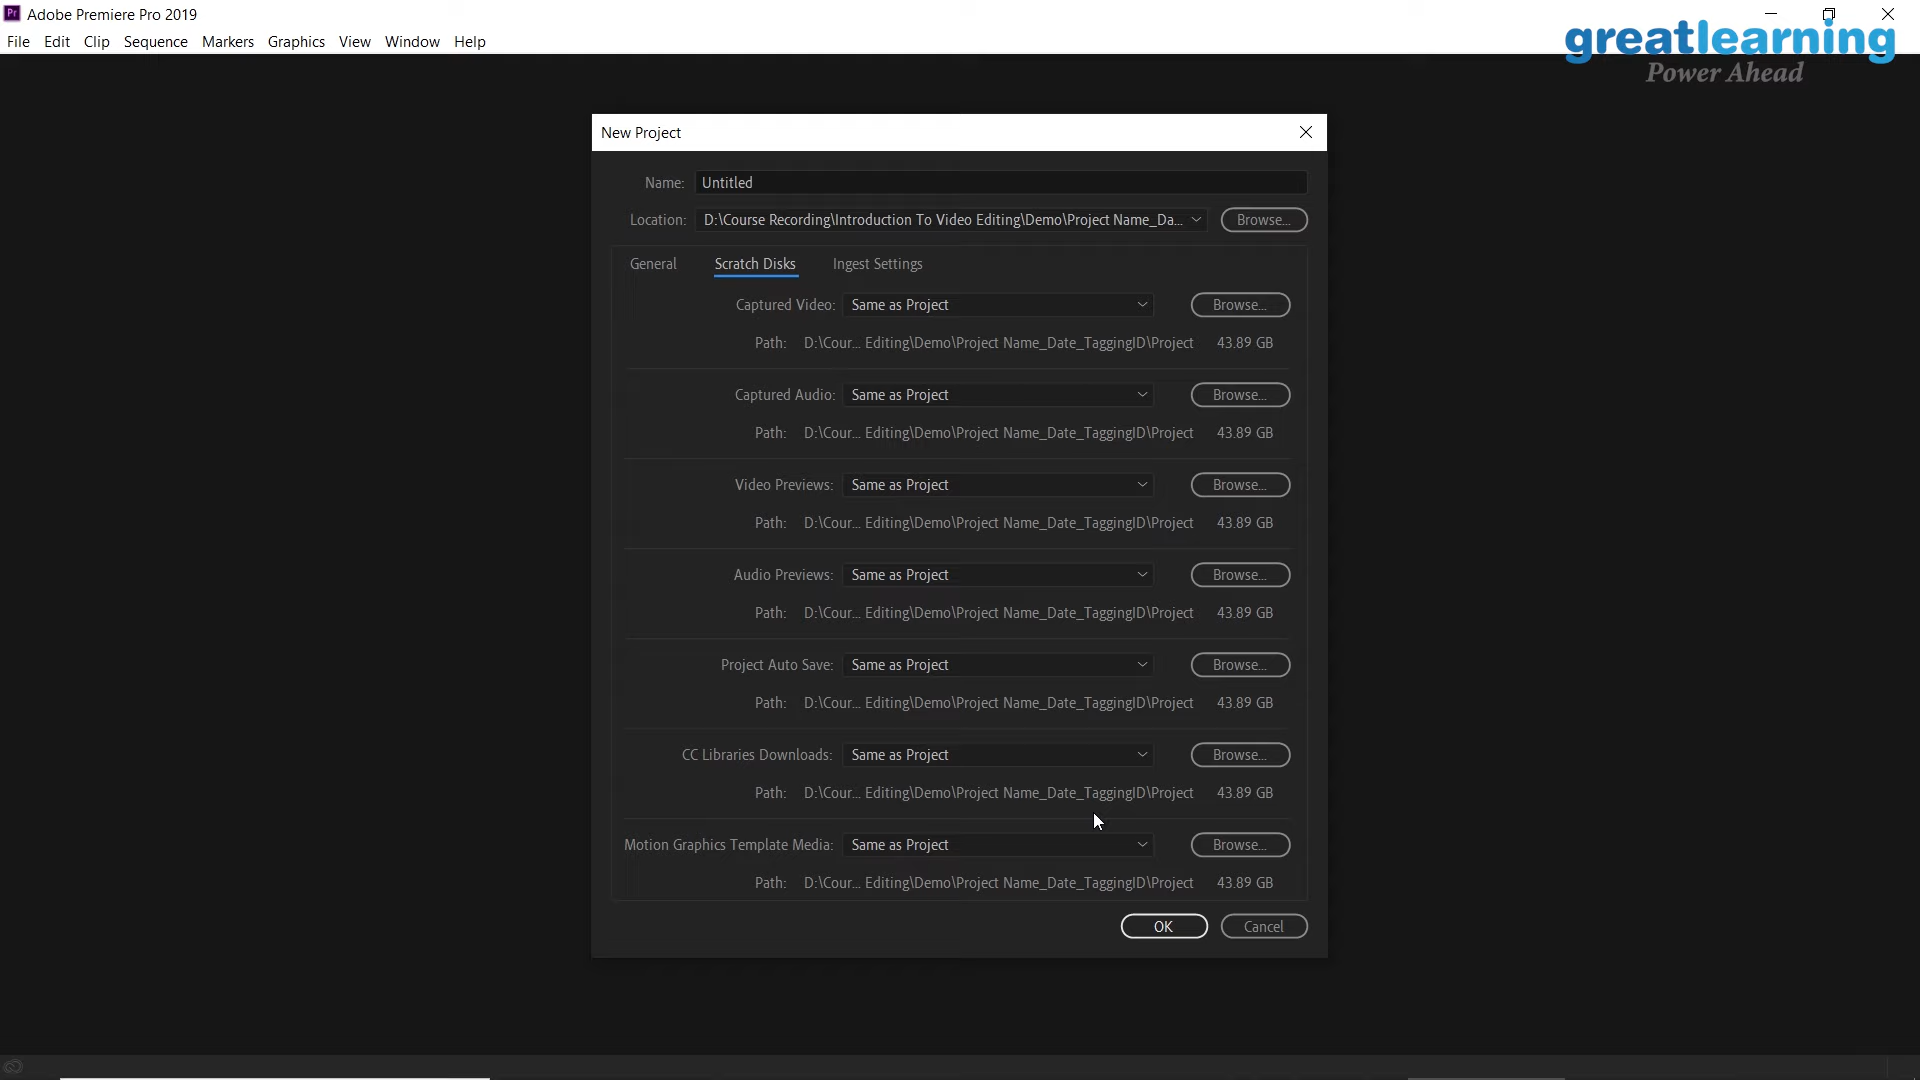 Pr Adobe Premiere Pro 2019
File Edit Clip Sequence Markers Graphics View Window Help
greatlearning
Power Ahead
New Project
Name: Untitled
Location: D:\Course Recording\Introduction To Video Editing\Demo\Project Name_Da... Browse...
General Scratch Disks Ingest Settings
Captured Video: Same as Project Browse...
Path: D:\Cour... Editing\Demo\Project Name_Date_TaggingID\Project 43.89 GB
Captured Audio: Same as Project Browse...
Path: D:\Cour... Editing\Demo\Project Name_Date_TaggingID\Project 43.89 GB
Video Previews: Same as Project Browse...
Path: D:\Cour... Editing\Demo\Project Name_Date_TaggingID\Project 43.89 GB
Audio Previews: Same as Project Browse...
Path: D:\Cour... Editing\Demo\Project Name_Date_TaggingID\Project 43.89 GB
Project Auto Save: Same as Project Browse...
Path: D:\Cour... Editing\Demo\Project Name_Date_TaggingID\Project 43.89 GB
CC Libraries Downloads: Same as Project Browse...
Path: D:\Cour... Editing\Demo\Project Name_Date_TaggingID\Project 43.89 GB
Motion Graphics Template Media: Same as Project Browse...
Path: D:\Cour... Editing\Demo\Project Name_Date_TaggingID\Project 43.89 GB
OK Cancel